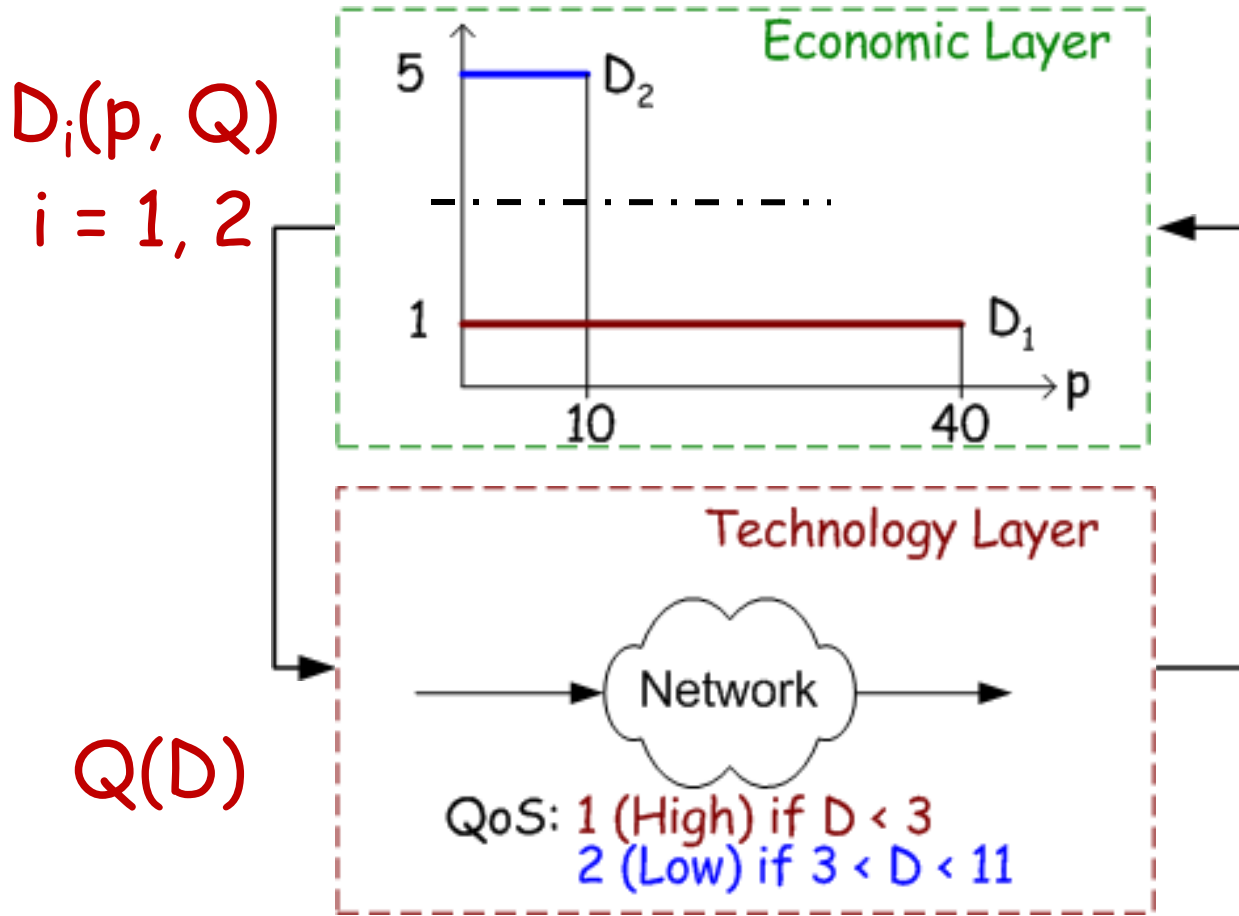 Economic Layer
5
D₂
Dᵢ(p, Q)
i = 1, 2
1
D₁
p
10
40
Technology Layer
Network
Q(D)
QoS: 1 (High) if D < 3
2 (Low) if 3 < D < 11